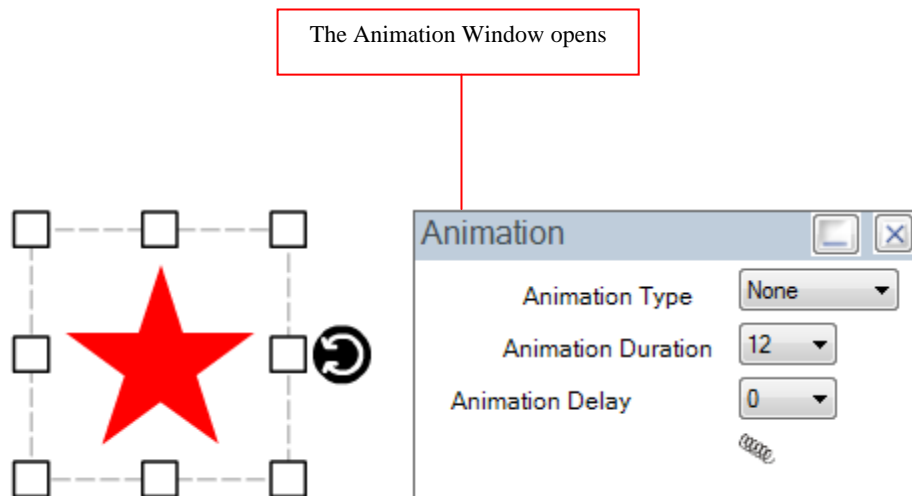 The Animation Window opens
Animation
Animation Type None
Animation Duration 12
Animation Delay 0